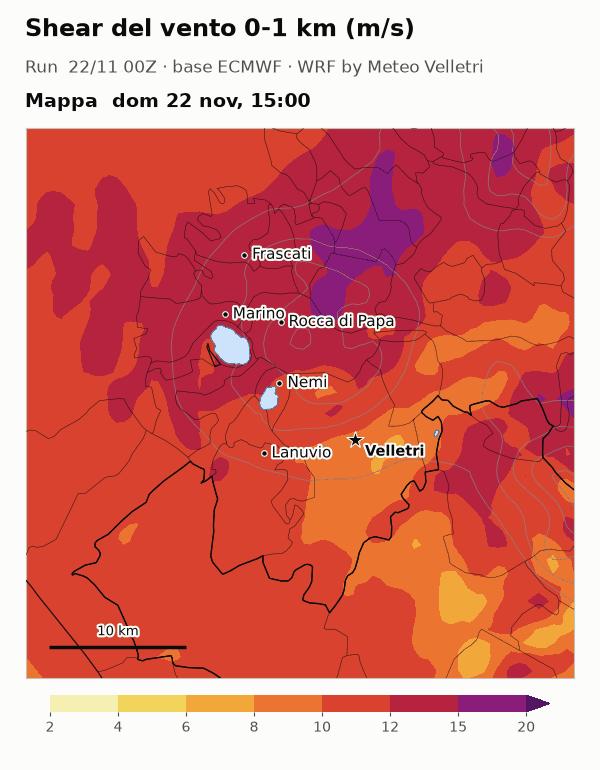 Shear del vento 0-1 km (m/s)
Run  22/11 00Z · base ECMWF · WRF by Meteo Velletri
Mappa  dom 22 nov, 15:00
Frascati
Marino
Rocca di Papa
Nemi
Velletri
Lanuvio
10 km
2 4 6 8 10 12 15 20